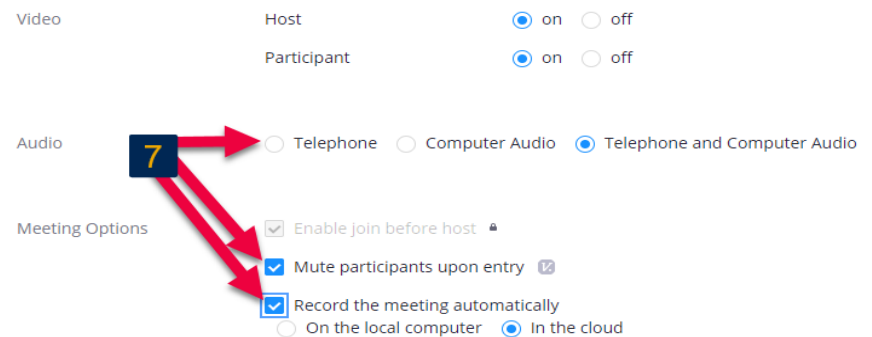 Video Host on off
Participant on off
Audio Telephone Computer Audio Telephone and Computer Audio
7
Meeting Options Enable join before host
Mute participants upon entry
Record the meeting automatically
On the local computer In the cloud